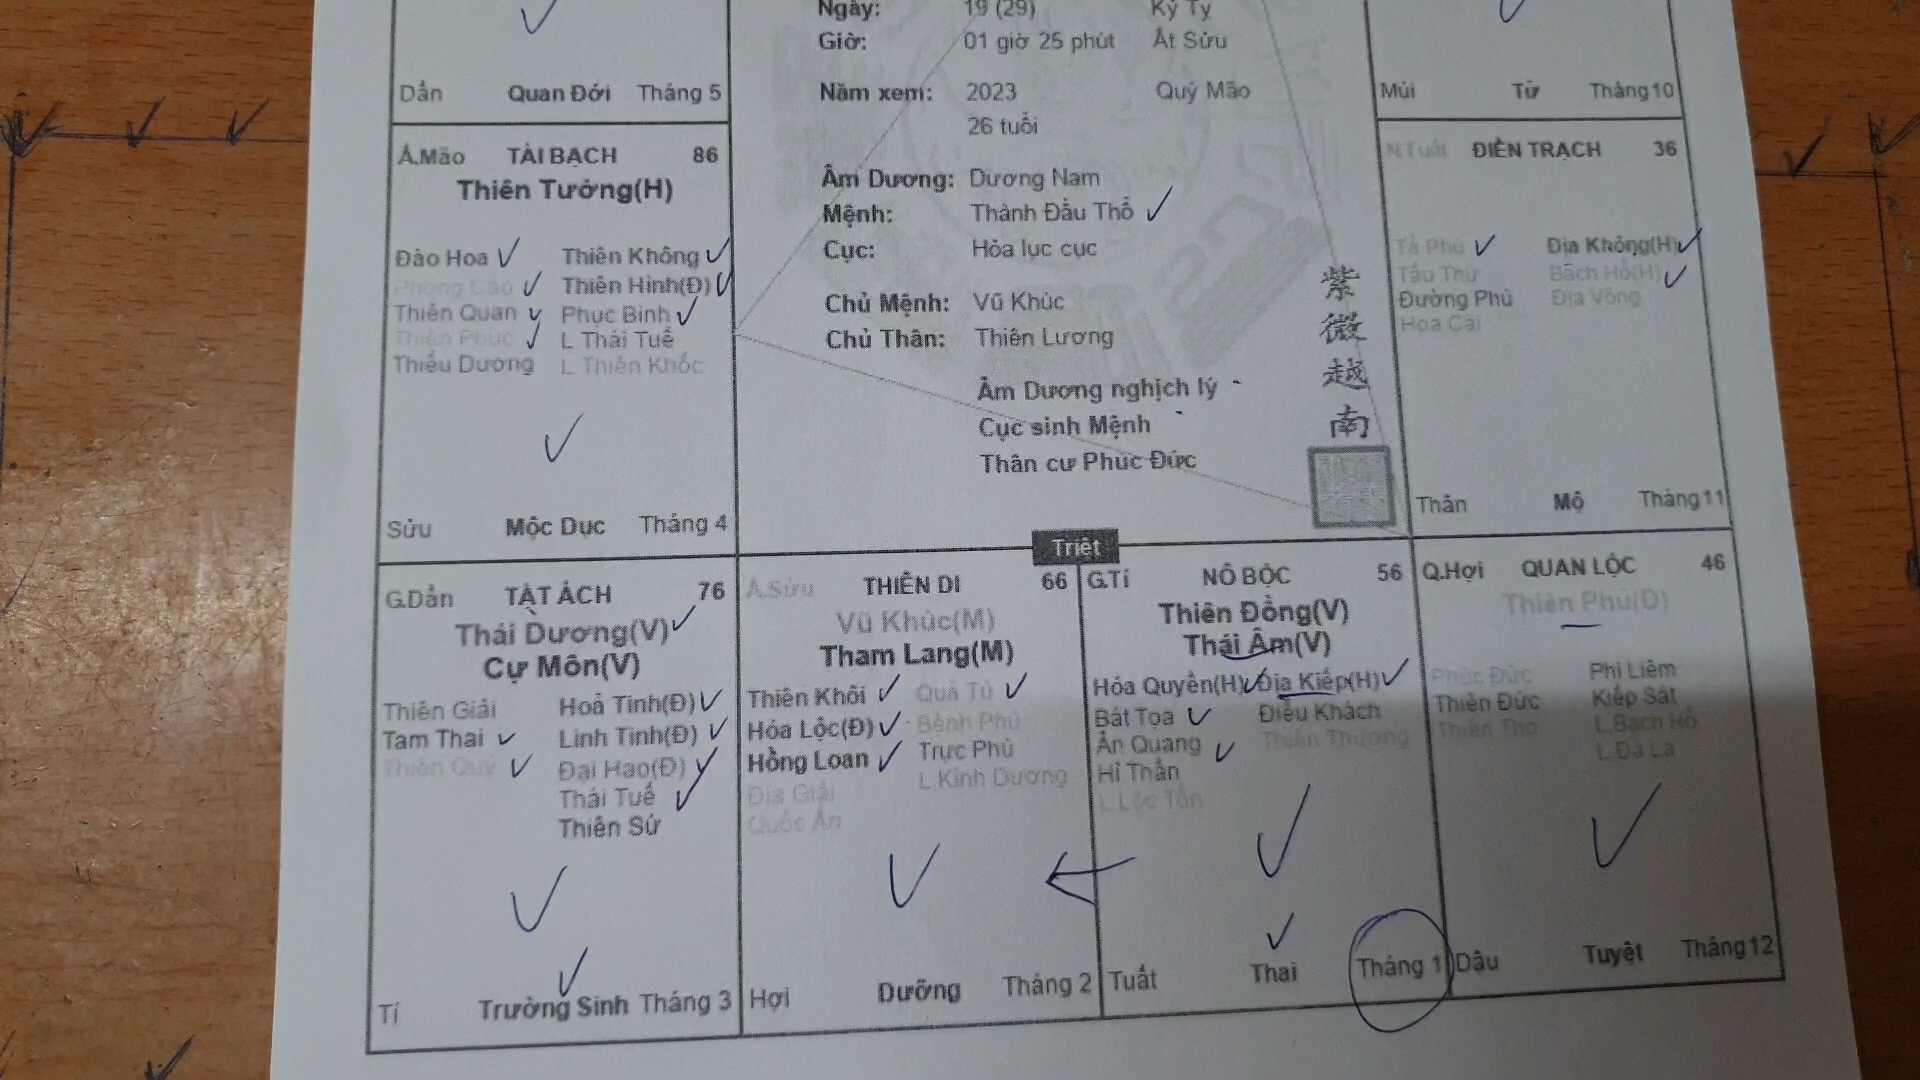 Ngày: 19 (29) Kỷ Tỵ
Giờ: 01 giờ 25 phút Ất Sửu
Dần Quan Đới Tháng 5
Năm xem: 2023 Quý Mão
26 tuổi
Mùi Tử Tháng 10
Ấ.Mão TÀI BẠCH 86
Thiên Tướng(H)
Đào Hoa Thiên Không
Phong Cáo Thiên Hình(Đ)
Thiên Quan Phục Binh
Thiên Phúc L.Thái Tuế
Thiếu Dương L.Thiên Khốc
Sửu Mộc Dục Tháng 4
Âm Dương: Dương Nam
Mệnh: Thành Đầu Thổ
Cục: Hỏa lục cục
Chủ Mệnh: Vũ Khúc
Chủ Thân: Thiên Lương
Âm Dương nghịch lý
Cục sinh Mệnh
Thân cư Phúc Đức
紫
微
越
南
N.Tuất ĐIỀN TRẠCH 36
Tả Phù Địa Không(H)
Tấu Thư Bạch Hổ(H)
Đường Phù Địa Võng
Hoa Cái
Thân Mộ Tháng 11
Triệt
G.Dần TẬT ÁCH 76
Thái Dương(V)
Cự Môn(V)
Thiên Giải Hoả Tinh(Đ)
Tam Thai Linh Tinh(Đ)
Thiên Quý Đại Hao(Đ)
Thái Tuế
Thiên Sứ
Tí Trường Sinh Tháng 3
Ấ.Sửu THIÊN DI 66
Vũ Khúc(M)
Tham Lang(M)
Thiên Khôi Quả Tú
Hóa Lộc(Đ) Bệnh Phù
Hồng Loan Trực Phù
Địa Giải L.Kình Dương
Quốc Ấn
Hợi Dưỡng Tháng 2
G.Tí NÔ BỘC 56
Thiên Đồng(V)
Thái Âm(V)
Hóa Quyền(H) Địa Kiếp(H)
Bát Tọa Điếu Khách
Ân Quang Thiên Thương
Hỉ Thần
L.Lộc Tồn
Tuất Thai Tháng 1
Q.Hợi QUAN LỘC 46
Thiên Phủ(Đ)
Phúc Đức Phi Liêm
Thiên Đức Kiếp Sát
Thiên Thọ L.Bạch Hổ
L.Đà La
Dậu Tuyệt Tháng 12